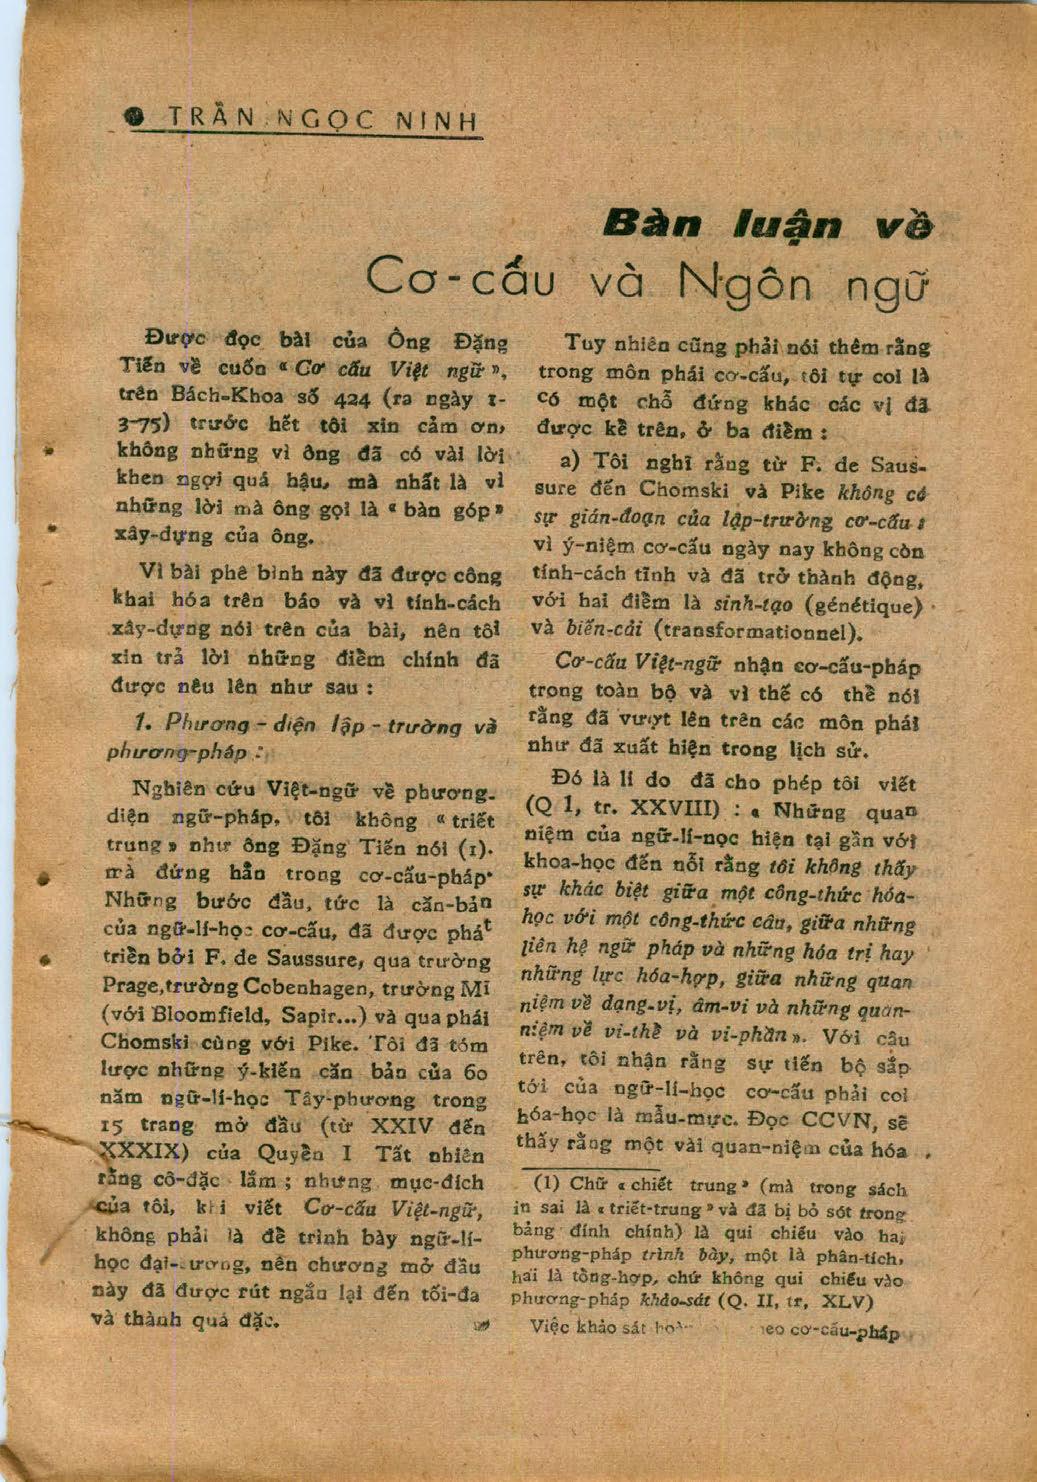 TRẦN NGỌC NINH
Bàn luận về
Cơ-cấu và Ngôn ngữ
Được đọc bài của Ông Đặng
Tiến về cuốn « Cơ cấu Việt ngữ »,
trên Bách-Khoa số 424 (ra ngày 1-
3-75) trước hết tôi xin cảm ơn,
không những vì ông đã có vài lời
khen ngợi quá hậu, mà nhất là vì
những lời mà ông gọi là « bàn góp »
xây-dựng của ông.
Vì bài phê bình này đã được công
khai hóa trên báo và vì tính-cách
xây-dựng nói trên của bài, nên tôi
xin trả lời những điểm chính đã
được nêu lên như sau :
1. Phương - diện lập - trường và
phương-pháp :
Nghiên cứu Việt-ngữ về phương-
diện ngữ-pháp, tôi không « triết
trung » như ông Đặng Tiến nói (1).
mà đứng hẳn trong cơ-cấu-pháp.
Những bước đầu, tức là căn-bản
của ngữ-lí-học cơ-cấu, đã được phát
triển bởi F. de Saussure, qua trường
Prage, trường Cobenhagen, trường Mĩ
(với Bloomfield, Sapir...) và qua phái
Chomski cùng với Pike. Tôi đã tóm
lược những ý-kiến căn bản của 60
năm ngữ-lí-học Tây-phương trong
15 trang mở đầu (từ XXIV đến
XXXIX) của Quyển I Tất nhiên
rằng cô-đặc lắm ; nhưng mục-đích
của tôi, khi viết Cơ-cấu Việt-ngữ,
không phải là để trình bày ngữ-lí-
học đại-cương, nên chương mở đầu
này đã được rút ngắn lại đến tối-đa
và thành quá đặc.
Tuy nhiên cũng phải nói thêm rằng
trong môn phái cơ-cấu, tôi tự coi là
có một chỗ đứng khác các vị đã
được kể trên, ở ba điểm :
a) Tôi nghĩ rằng từ F. de Saus-
sure đến Chomski và Pike không có
sự gián-đoạn của lập-trường cơ-cấu :
vì ý-niệm cơ-cấu ngày nay không còn
tính-cách tĩnh và đã trở thành động,
với hai điểm là sinh-tạo (génétique)
và biến-cải (transformationnel).
Cơ-cấu Việt-ngữ nhận cơ-cấu-pháp
trong toàn bộ và vì thế có thể nói
rằng đã vượt lên trên các môn phái
như đã xuất hiện trong lịch sử.
Đó là lí do đã cho phép tôi viết
(Q 1, tr. XXVIII) : « Những quan
niệm của ngữ-lí-học hiện tại gần với
khoa-học đến nỗi rằng tôi không thấy
sự khác biệt giữa một công-thức hóa-
học với một công-thức câu, giữa những
liên hệ ngữ pháp và những hóa trị hay
những lực hóa-hợp, giữa những quan
niệm về dạng-vị, âm-vi và những quan-
niệm về vi-thể và vi-phần ». Với câu
trên, tôi nhận rằng sự tiến bộ sắp
tới của ngữ-lí-học cơ-cấu phải coi
hóa-học là mẫu-mực. Đọc CCVN, sẽ
thấy rằng một vài quan-niệm của hóa
(1) Chữ « chiết trung » (mà trong sách
in sai là « triết-trung » và đã bị bỏ sót trong
bảng đính chính) là qui chiếu vào hai
phương-pháp trình bày, một là phân-tích,
hai là tổng-hợp, chứ không qui chiếu vào
phương-pháp khảo-sát (Q. II, tr, XLV)
Việc khảo sát cơ-cấu-pháp